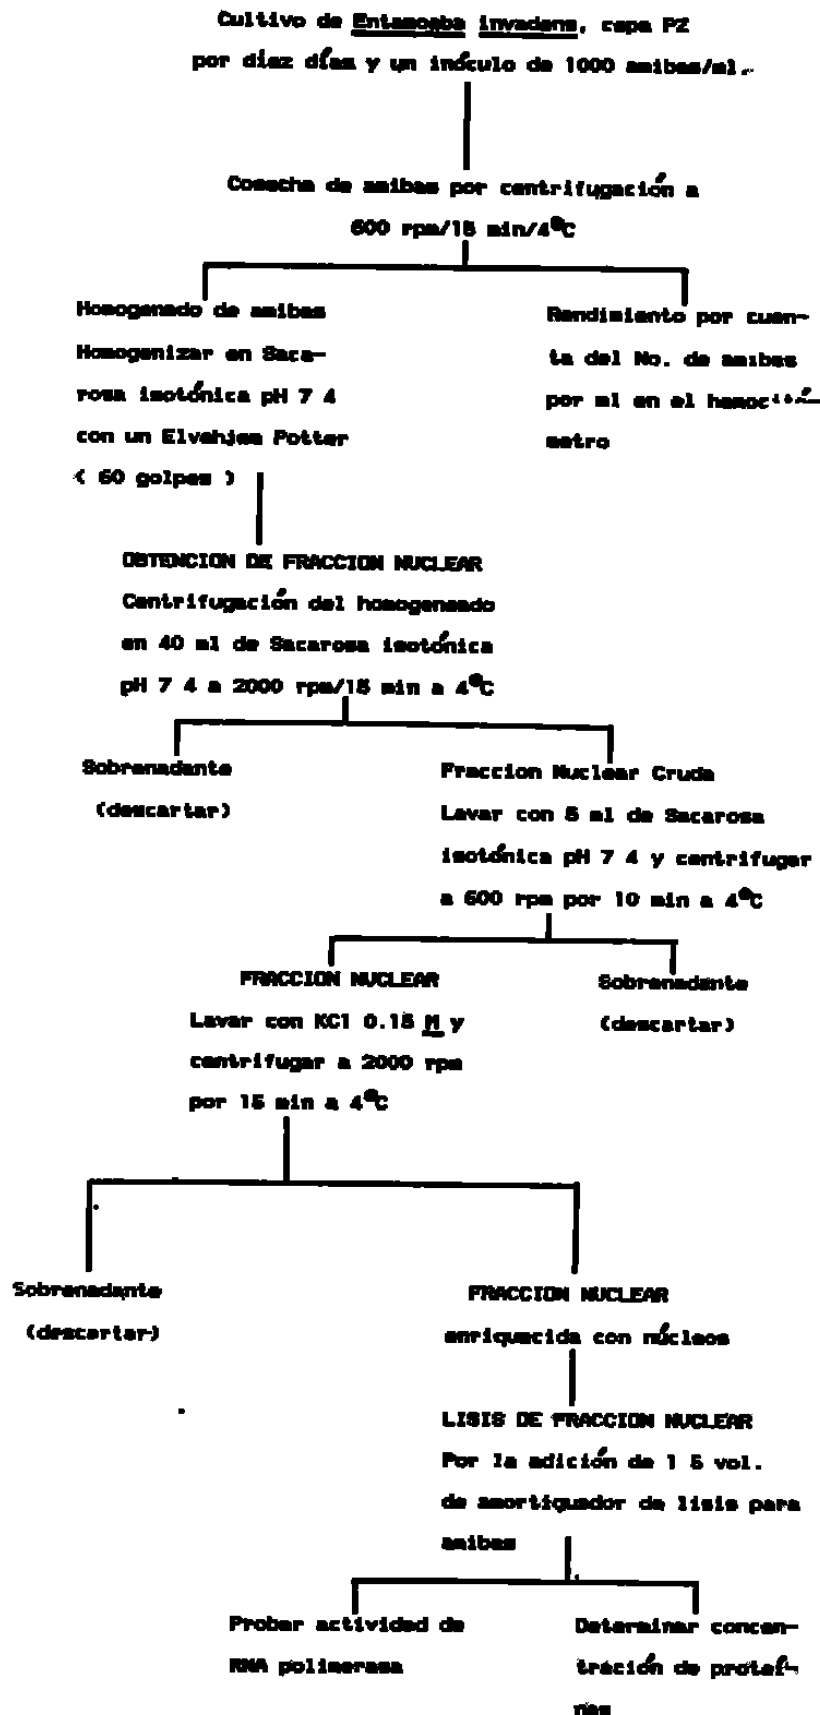 Cultivo de Entamoeba invadens, cepa PZ
por diez días y un inóculo de 1000 amibas/ml.
Cosecha de amibas por centrifugación a
600 rpm/15 min/4°C
Homogenado de amibas
Homogenizar en Saca-
rosa isotónica pH 7 4
con un Elvehjem Potter
( 60 golpes )
Rendimiento por cuen-
ta del No. de amibas
por ml en el hemocitó-
metro
OBTENCION DE FRACCION NUCLEAR
Centrifugación del homogeneado
en 40 ml de Sacarosa isotónica
pH 7 4 a 2000 rpm/15 min a 4°C
Sobrenadante
(descartar)
Fraccion Nuclear Cruda
Lavar con 5 ml de Sacarosa
isotónica pH 7 4 y centrifugar
a 600 rpm por 10 min a 4°C
FRACCION NUCLEAR
Lavar con KCl 0.15 M y
centrifugar a 2000 rpm
por 15 min a 4°C
Sobrenadante
(descartar)
Sobrenadante
(descartar)
FRACCION NUCLEAR
enriquecida con núcleos
LISIS DE FRACCION NUCLEAR
Por la adición de 1 5 vol.
de amortiguador de lisis para
amibas
Probar actividad de
RNA polimerasa
Determinar concen-
tración de proteí-
nas